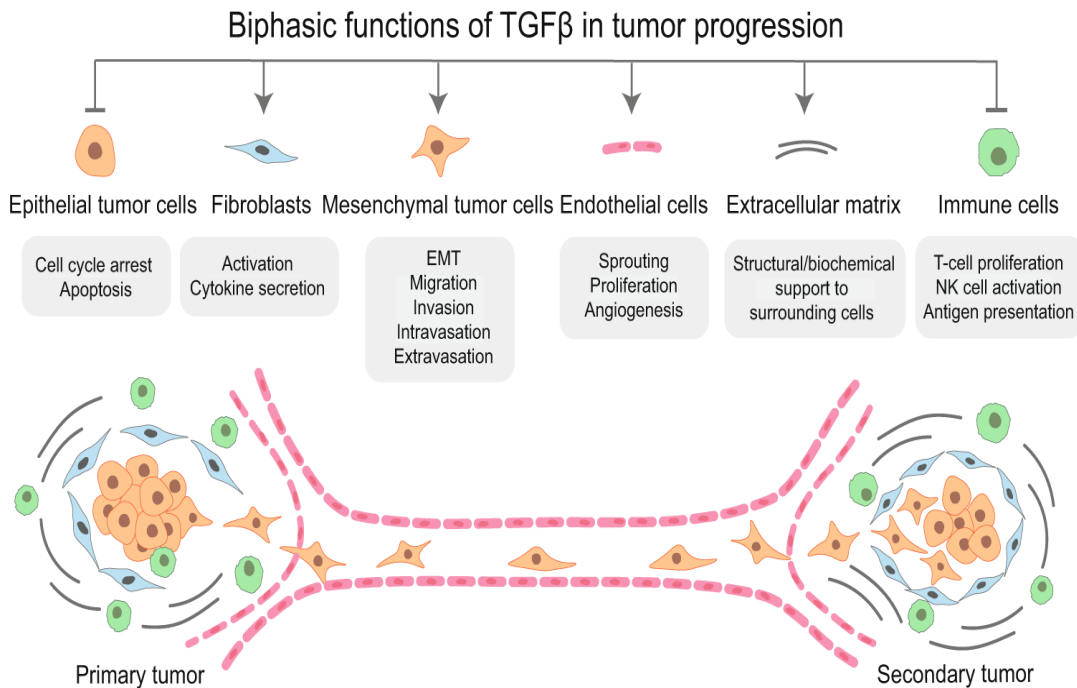 Biphasic functions of TGFβ in tumor progression
Epithelial tumor cells
Fibroblasts
Mesenchymal tumor cells
Endothelial cells
Extracellular matrix
Immune cells
Cell cycle arrest
Apoptosis
Activation
Cytokine secretion
EMT
Migration
Invasion
Intravasation
Extravasation
Sprouting
Proliferation
Angiogenesis
Structural/biochemical
support to
surrounding cells
T-cell proliferation
NK cell activation
Antigen presentation
Primary tumor
Secondary tumor